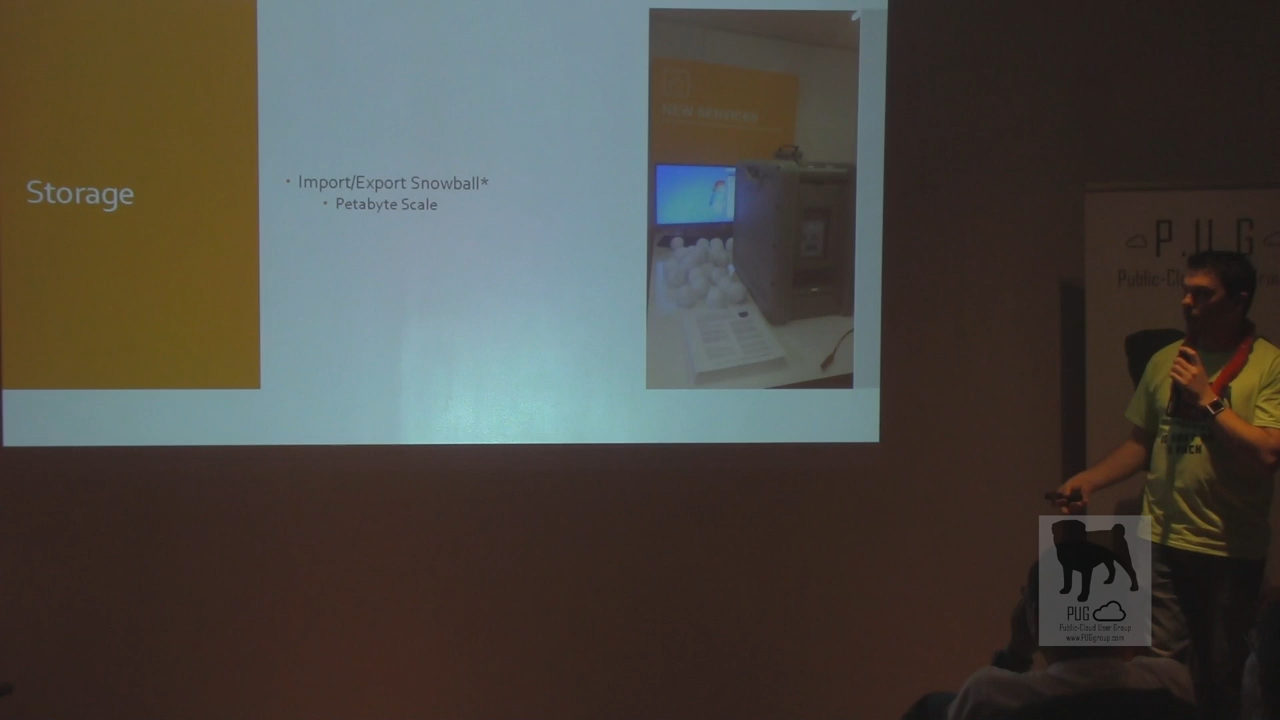 Storage
• Import/Export Snowball*
• Petabyte Scale
NEW SERVICES
P.U.G
PUG
Public-Cloud User Group
www.PUGgroup.com